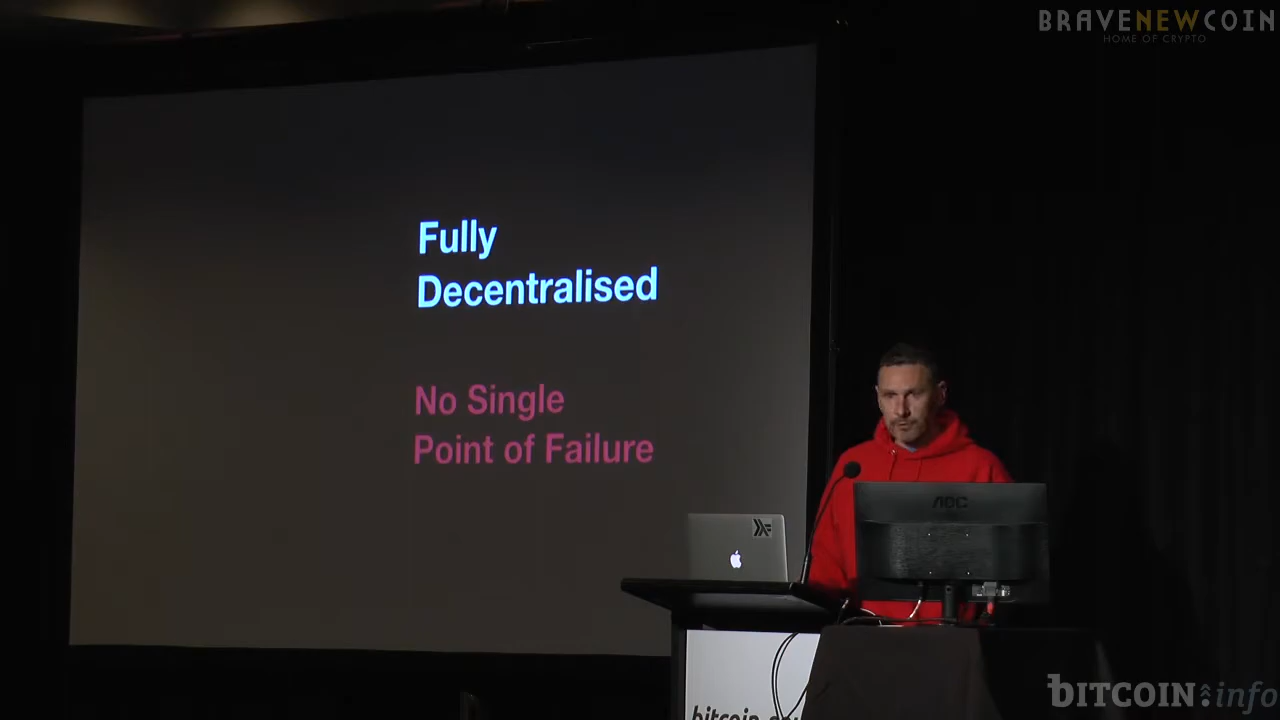 BRAVENEWCOIN
HOME OF CRYPTO
Fully
Decentralised
No Single
Point of Failure
AOC
BITCOIN info